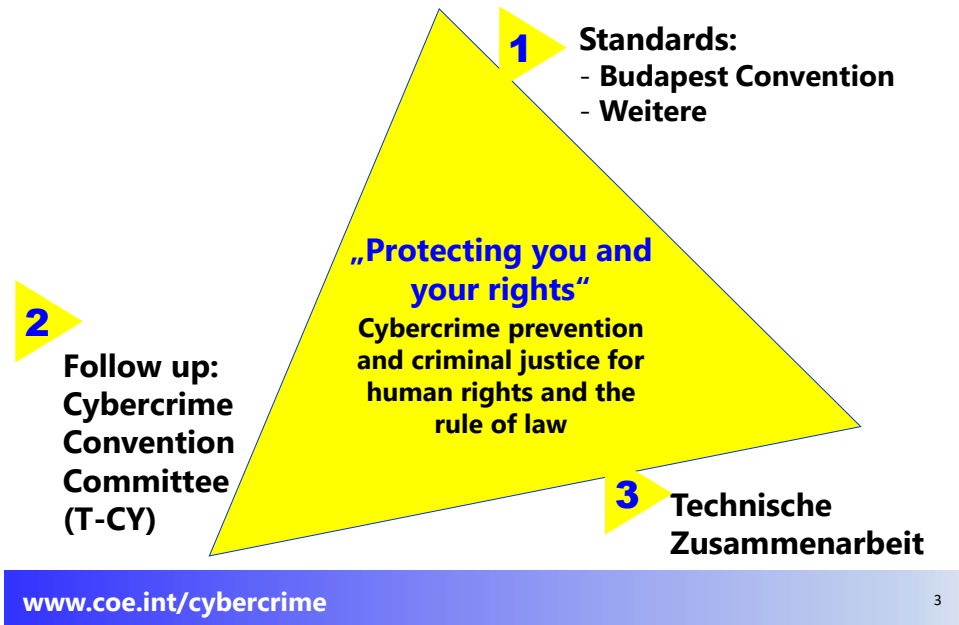 1
Standards:
- Budapest Convention
- Weitere
„Protecting you and
your rights“
Cybercrime prevention
and criminal justice for
human rights and the
rule of law
2
Follow up:
Cybercrime
Convention
Committee
(T-CY)
3
Technische
Zusammenarbeit
www.coe.int/cybercrime
3